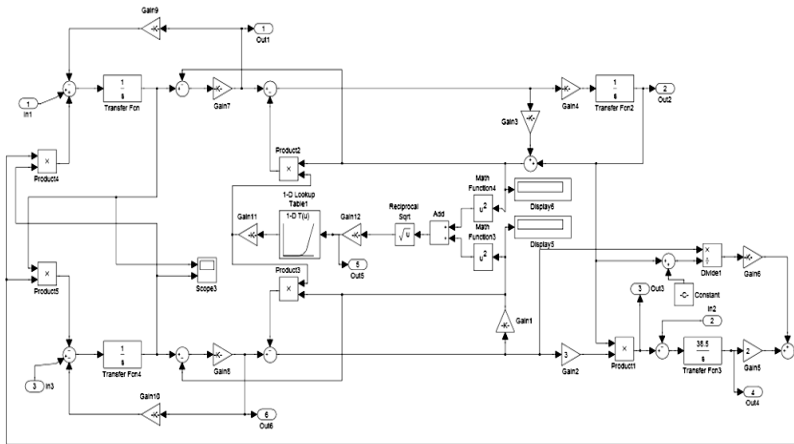 Gain9
-K-
1
Out1
1
In1
1
s
Transfer Fcn
-K-
Gain7
-K-
Gain4
1
s
Transfer Fcn2
2
Out2
-K-
Gain3
×
Product4
×
Product2
1-D Lookup
Table1
1-D T(u)
Gain11
-K-
Gain12
-K-
5
Out5
Reciprocal
Sqrt
√u
Add
Math
Function4
u²
Math
Function3
u²
Display6
Display5
×
Product5
Scope3
Product3
×
×
÷
Divide1
-K-
Gain6
-C-
Constant
3
Out3
2
In2
-K-
Gain1
3
In3
1
s
Transfer Fcn4
-K-
Gain8
3
Gain2
×
Product1
38.5
s
Transfer Fcn3
2
Gain5
4
Out4
-K-
Gain10
6
Out6